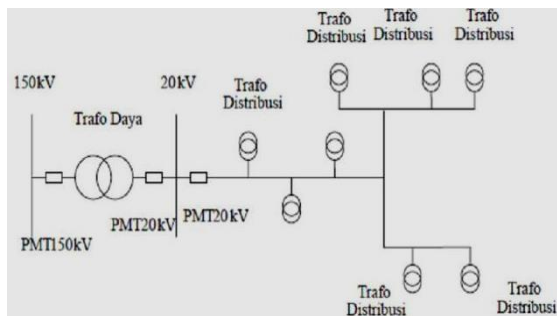 Trafo
Distribusi
Trafo
Distribusi
Trafo
Distribusi
150kV
20kV
Trafo
Distribusi
Trafo Daya
PMT150kV
PMT20kV
PMT20kV
Trafo
Distribusi
Trafo
Distribusi